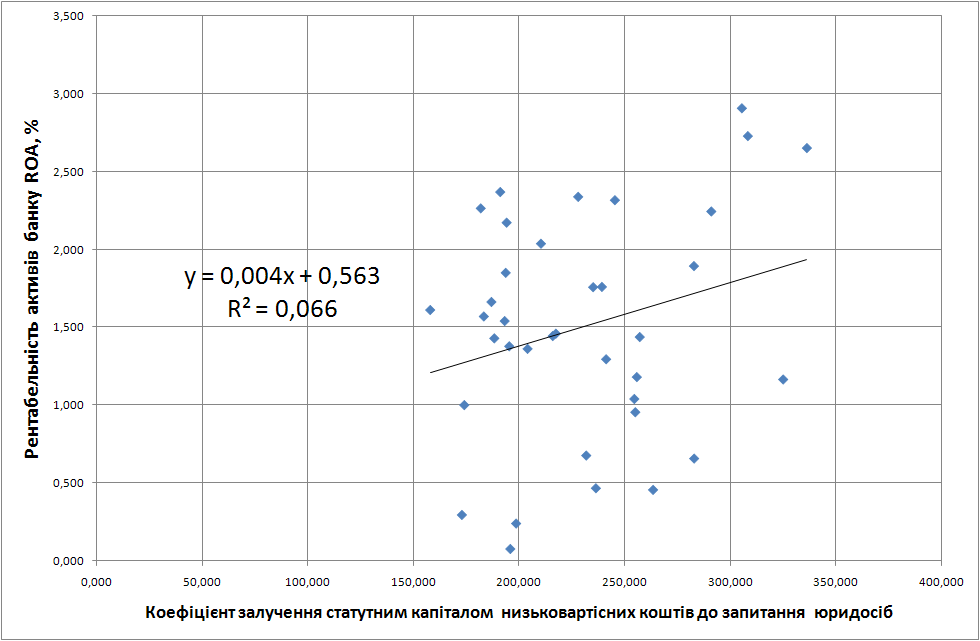 3,500
3,000
2,500
2,000
1,500
1,000
0,500
0,000
Рентабельність активів банку ROA, %
y = 0,004x + 0,563
R² = 0,066
0,000 50,000 100,000 150,000 200,000 250,000 300,000 350,000 400,000
Коефіцієнт залучення статутним капіталом низьковартісних коштів до запитання юридосіб